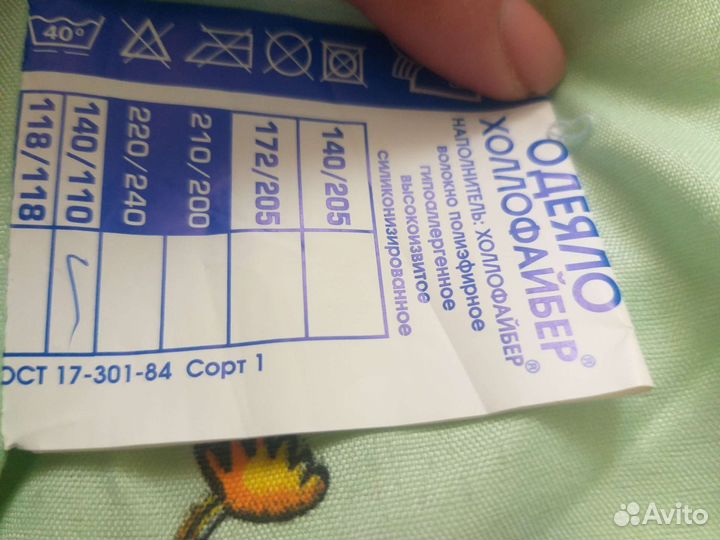 ОДЕЯЛО
ХОЛЛОФАЙБЕР®
НАПОЛНИТЕЛЬ: ХОЛЛОФАЙБЕР®
волокно полиэфирное
гипоаллергенное
высокоизвитое
силиконизированное
140/205
172/205
210/200
220/240
140/110
118/118
ОСТ 17-301-84 Сорт 1
40°
Avito